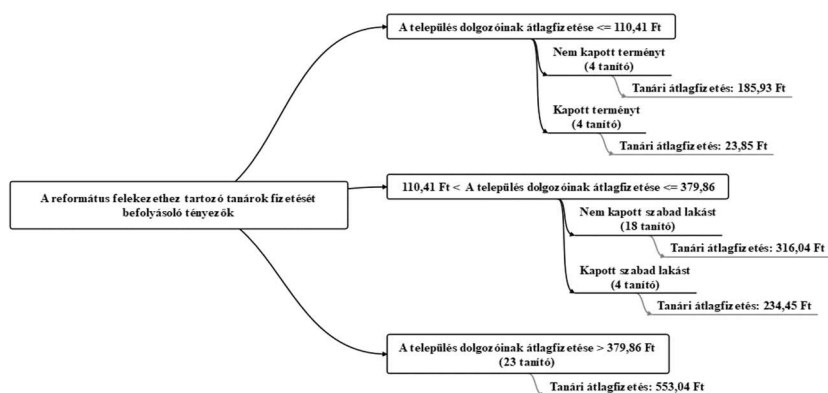 A település dolgozóinak átlagfizetése <= 110,41 Ft
Nem kapott terményt
(4 tanító)
Tanári átlagfizetés: 185,93 Ft
Kapott terményt
(4 tanító)
Tanári átlagfizetés: 23,85 Ft
A református felekezethez tartozó tanárok fizetését
befolyásoló tényezők
110,41 Ft < A település dolgozóinak átlagfizetése <= 379,86
Nem kapott szabad lakást
(18 tanító)
Tanári átlagfizetés: 316,04 Ft
Kapott szabad lakást
(4 tanító)
Tanári átlagfizetés: 234,45 Ft
A település dolgozóinak átlagfizetése > 379,86 Ft
(23 tanító)
Tanári átlagfizetés: 553,04 Ft